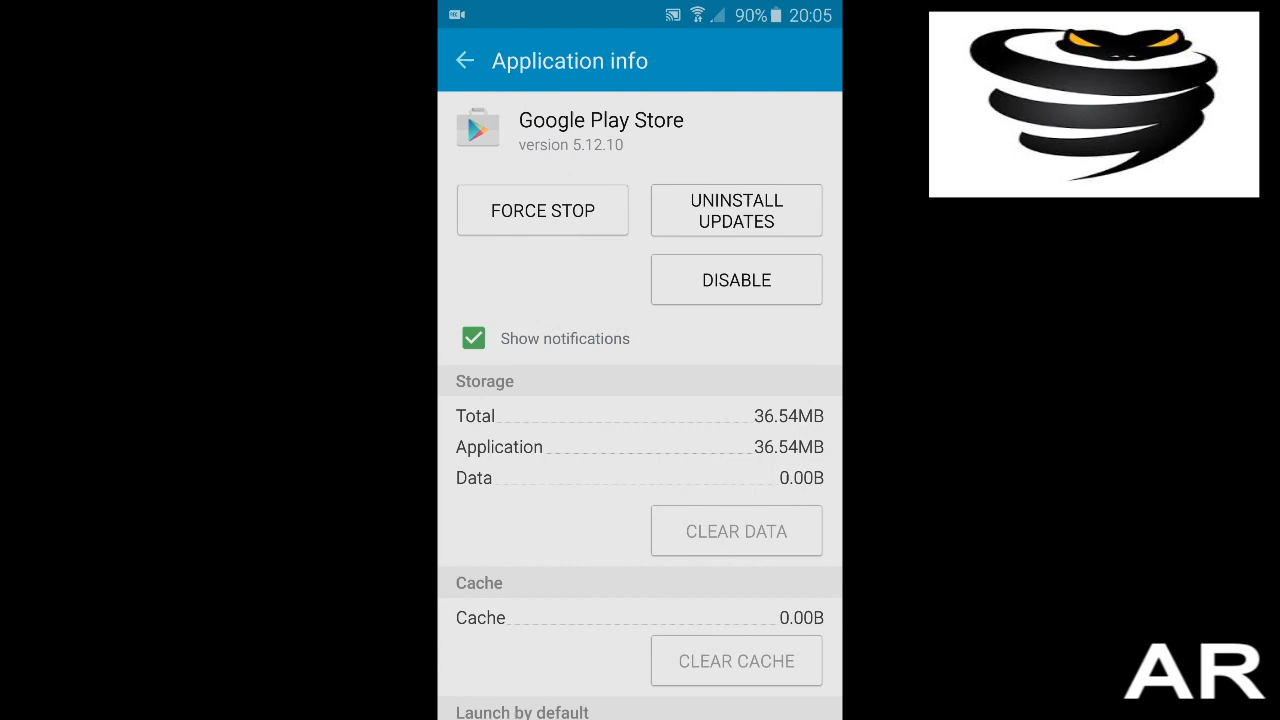 90% 20:05
Application info
Google Play Store
version 5.12.10
FORCE STOP
UNINSTALL
UPDATES
DISABLE
Show notifications
Storage
Total 36.54MB
Application 36.54MB
Data 0.00B
CLEAR DATA
Cache
Cache 0.00B
CLEAR CACHE
Launch by default
AR